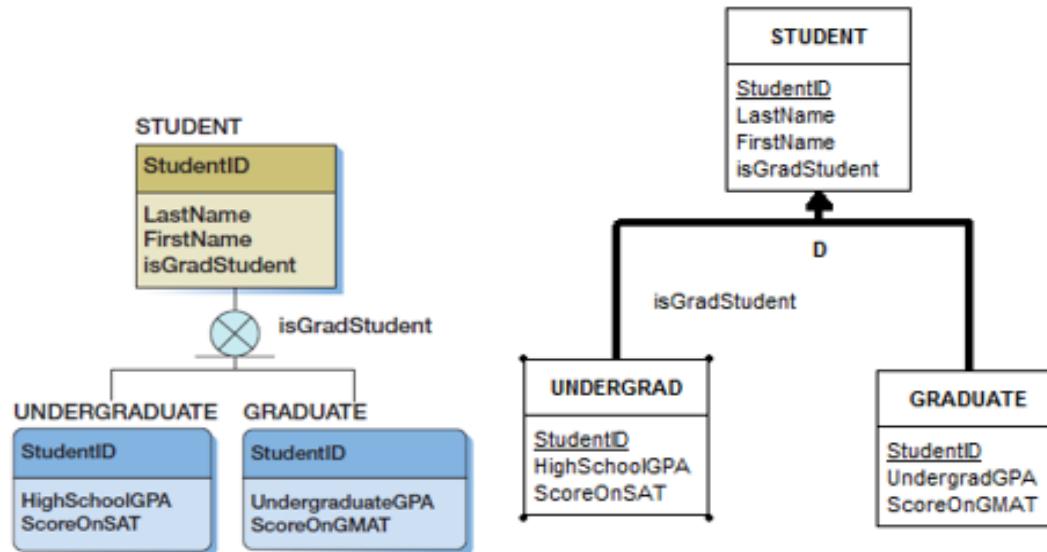 STUDENT
StudentID
LastName
FirstName
isGradStudent
isGradStudent
UNDERGRADUATE
StudentID
HighSchoolGPA
ScoreOnSAT
GRADUATE
StudentID
UndergraduateGPA
ScoreOnGMAT
STUDENT
StudentID
LastName
FirstName
isGradStudent
D
isGradStudent
UNDERGRAD
StudentID
HighSchoolGPA
ScoreOnSAT
GRADUATE
StudentID
UndergradGPA
ScoreOnGMAT